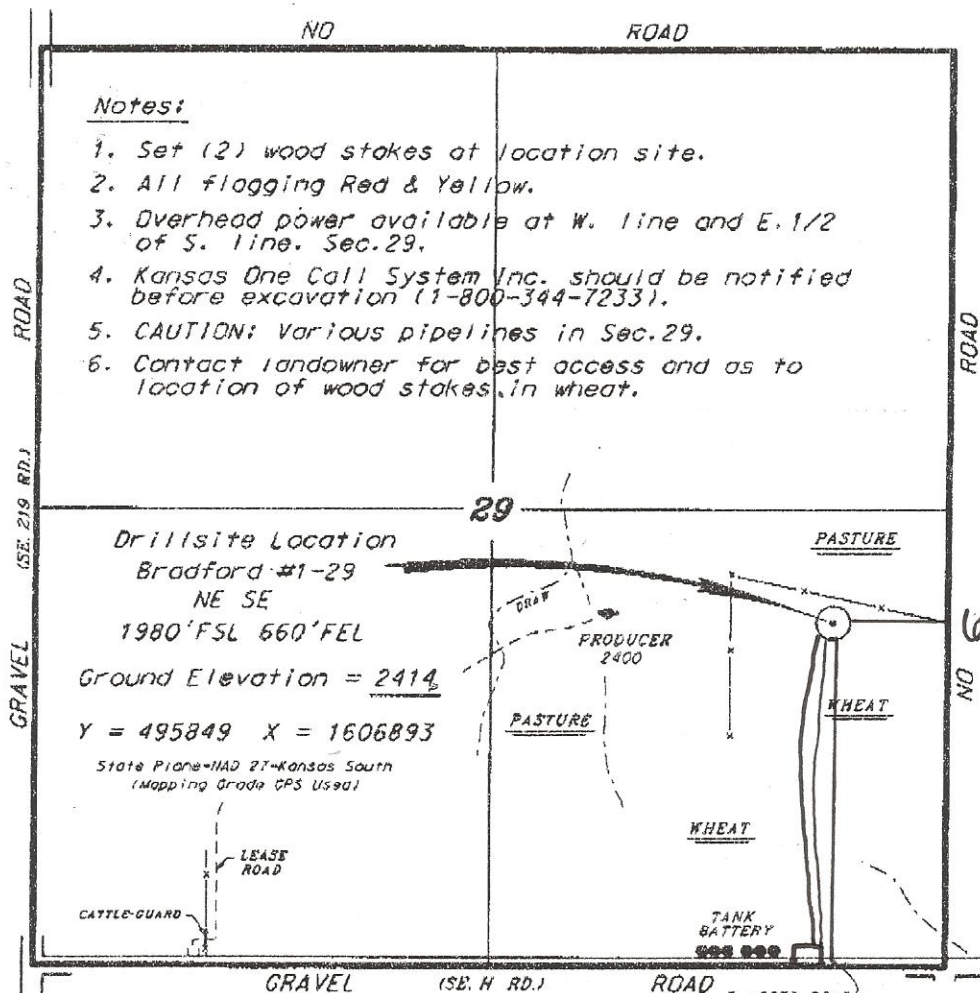 NO ROAD
Notes:
1. Set (2) wood stakes at location site.
2. All flagging Red & Yellow.
3. Overhead power available at W. line and E. 1/2
of S. line. Sec.29.
4. Kansas One Call System Inc. should be notified
before excavation (1-800-344-7233).
5. CAUTION: Various pipelines in Sec.29.
6. Contact landowner for best access and as to
location of wood stakes in wheat.
GRAVEL (SE. 219 RD.) ROAD
NO ROAD
29
Drillsite Location
Bradford #1-29
NE SE
1980'FSL 660'FEL
Ground Elevation = 2414
Y = 495849 X = 1606893
State Plane-NAD 27-Kansas South
(Mapping Grade GPS Used)
PASTURE
DRAW
PRODUCER
2400
6
WHEAT
PASTURE
WHEAT
LEASE
ROAD
CATTLE-GUARD
TANK
BATTERY
GRAVEL (SE. H RD.) ROAD